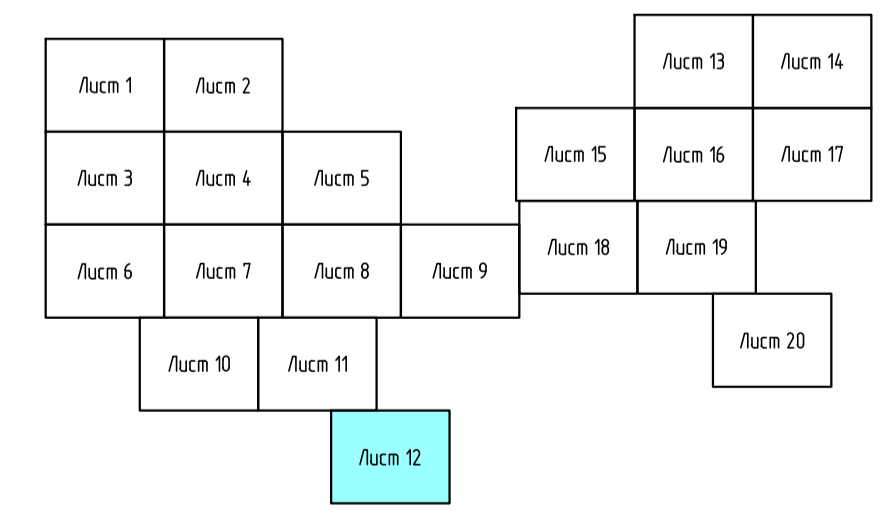 Лист 1
Лист 2
Лист 3
Лист 4
Лист 5
Лист 6
Лист 7
Лист 8
Лист 9
Лист 10
Лист 11
Лист 12
Лист 13
Лист 14
Лист 15
Лист 16
Лист 17
Лист 18
Лист 19
Лист 20